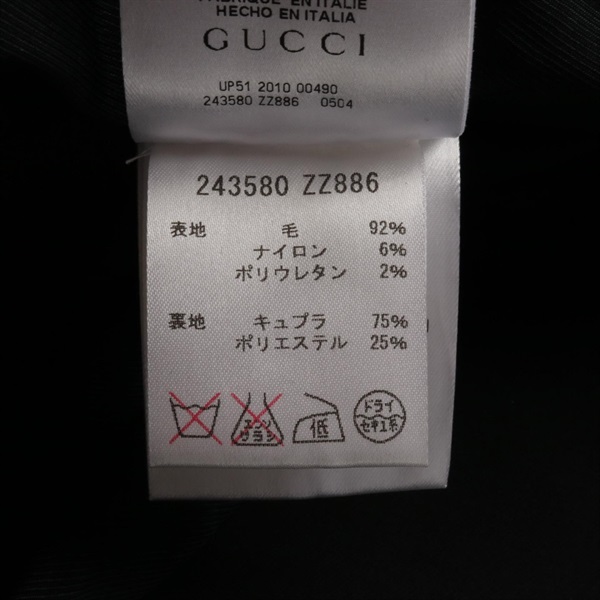 FABRIQUÉ EN ITALIE
HECHO EN ITALIA
GUCCI
UP51 2010 00490
243580 ZZ886 0504
243580 ZZ886
表地 毛 92%
ナイロン 6%
ポリウレタン 2%
裏地 キュプラ 75%
ポリエステル 25%
エンソ
サラシ
低
ドライ
セキユ系